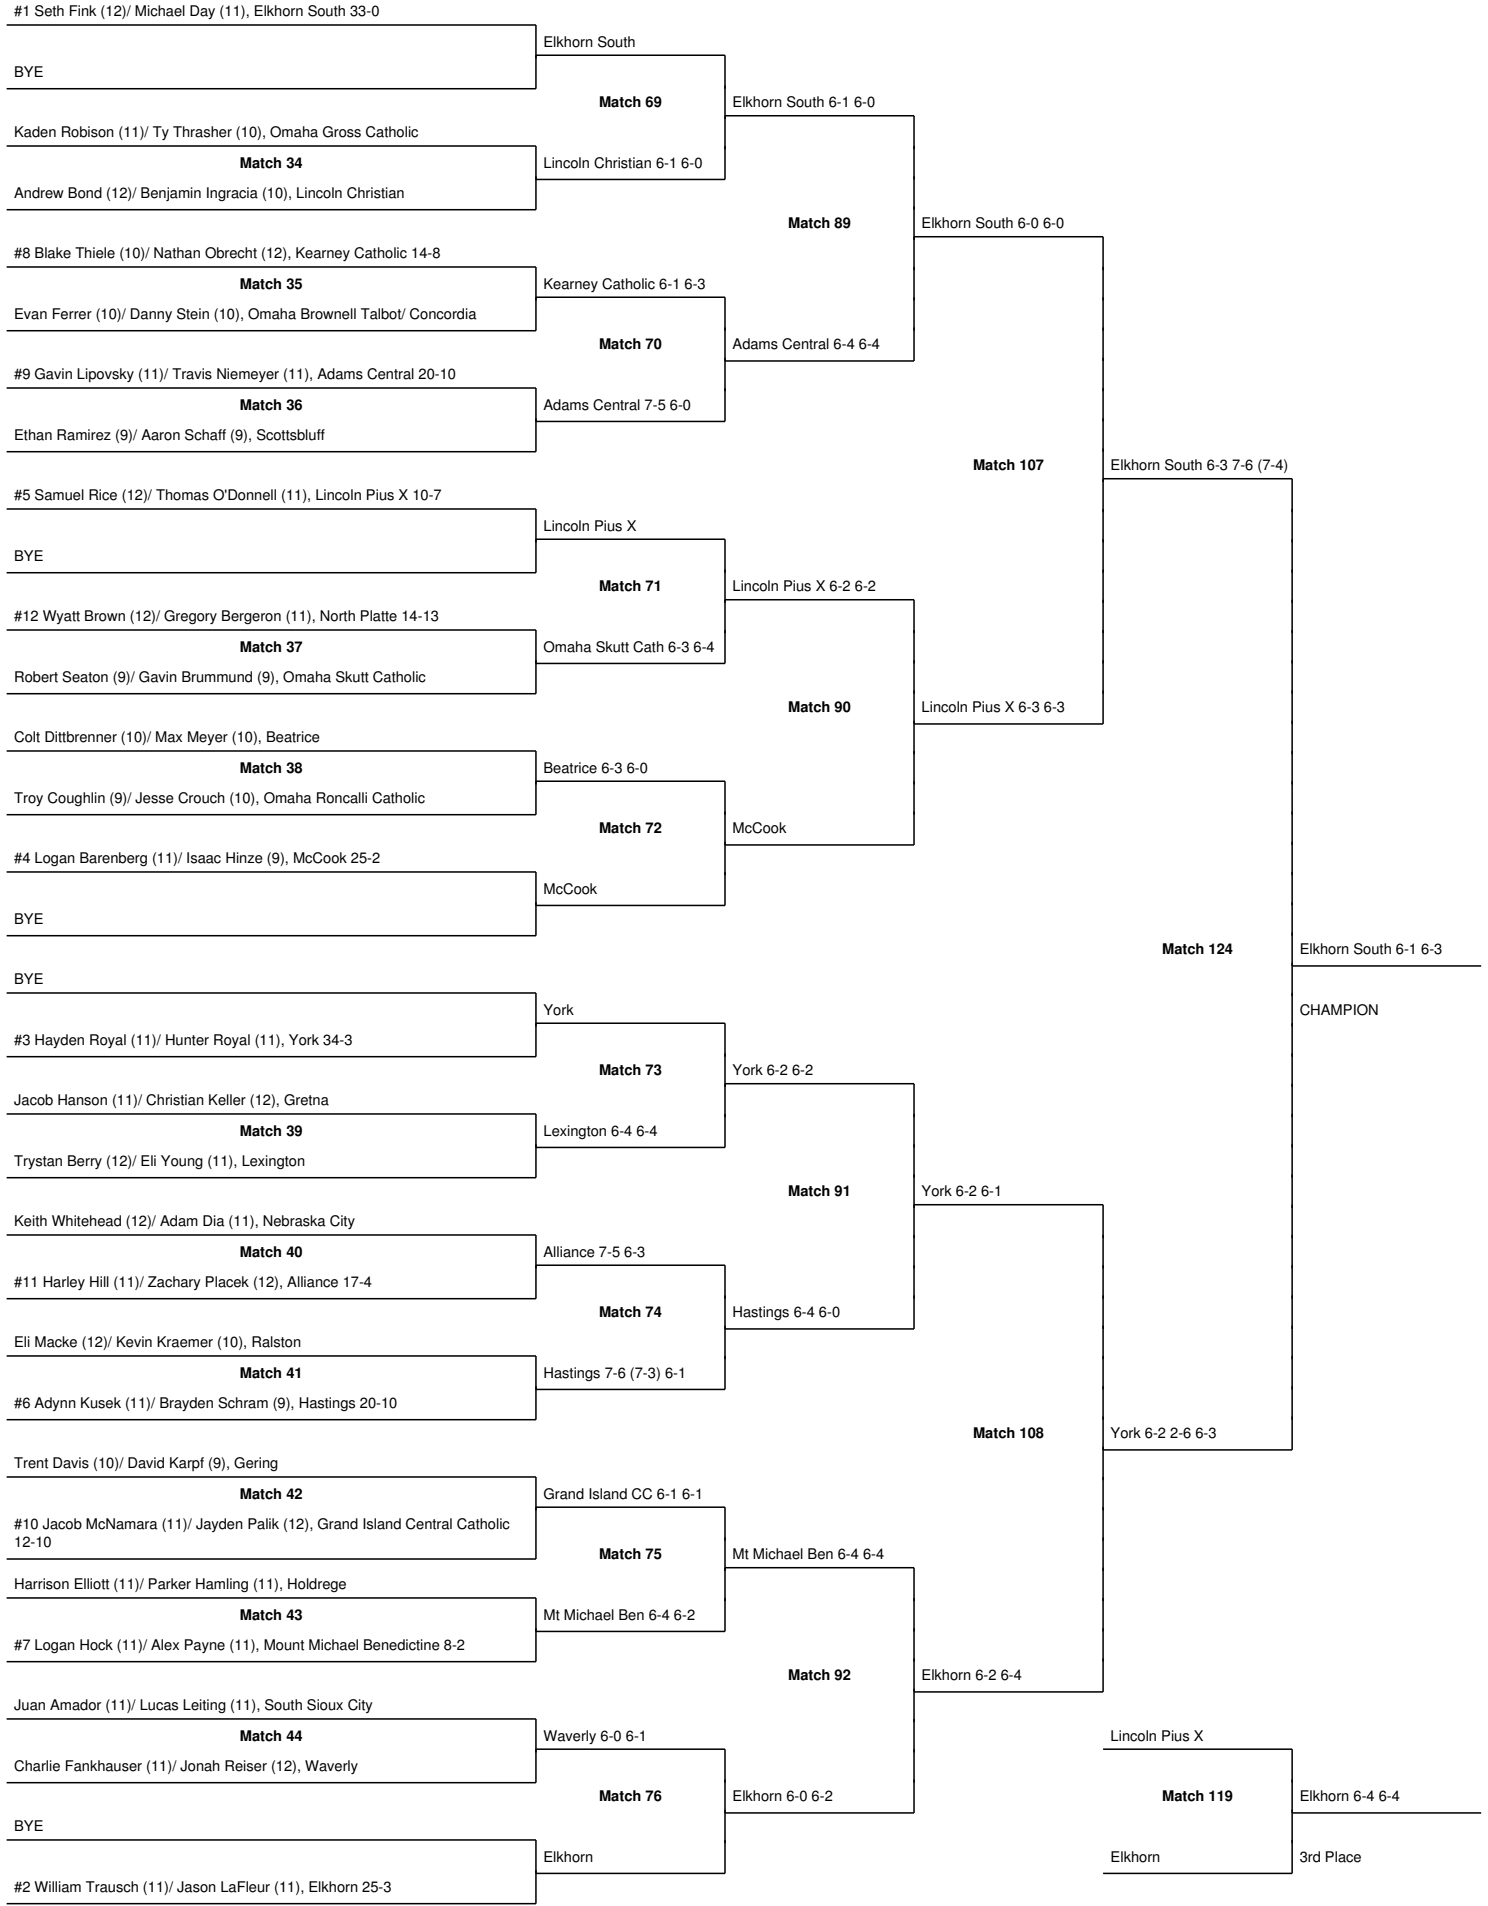 #1 Seth Fink (12)/ Michael Day (11), Elkhorn South 33-0
Elkhorn South
BYE
Match 69
Elkhorn South 6-1 6-0
Kaden Robison (11)/ Ty Thrasher (10), Omaha Gross Catholic
Match 34
Lincoln Christian 6-1 6-0
Andrew Bond (12)/ Benjamin Ingracia (10), Lincoln Christian
Match 89
Elkhorn South 6-0 6-0
#8 Blake Thiele (10)/ Nathan Obrecht (12), Kearney Catholic 14-8
Match 35
Kearney Catholic 6-1 6-3
Evan Ferrer (10)/ Danny Stein (10), Omaha Brownell Talbot/ Concordia
Match 70
Adams Central 6-4 6-4
#9 Gavin Lipovsky (11)/ Travis Niemeyer (11), Adams Central 20-10
Match 36
Adams Central 7-5 6-0
Ethan Ramirez (9)/ Aaron Schaff (9), Scottsbluff
Match 107
Elkhorn South 6-3 7-6 (7-4)
#5 Samuel Rice (12)/ Thomas O'Donnell (11), Lincoln Pius X 10-7
Lincoln Pius X
BYE
Match 71
Lincoln Pius X 6-2 6-2
#12 Wyatt Brown (12)/ Gregory Bergeron (11), North Platte 14-13
Match 37
Omaha Skutt Cath 6-3 6-4
Robert Seaton (9)/ Gavin Brummund (9), Omaha Skutt Catholic
Match 90
Lincoln Pius X 6-3 6-3
Colt Dittbrenner (10)/ Max Meyer (10), Beatrice
Match 38
Beatrice 6-3 6-0
Troy Coughlin (9)/ Jesse Crouch (10), Omaha Roncalli Catholic
Match 72
McCook
#4 Logan Barenberg (11)/ Isaac Hinze (9), McCook 25-2
McCook
BYE
Match 124
Elkhorn South 6-1 6-3
BYE
York
CHAMPION
#3 Hayden Royal (11)/ Hunter Royal (11), York 34-3
Match 73
York 6-2 6-2
Jacob Hanson (11)/ Christian Keller (12), Gretna
Match 39
Lexington 6-4 6-4
Trystan Berry (12)/ Eli Young (11), Lexington
Match 91
York 6-2 6-1
Keith Whitehead (12)/ Adam Dia (11), Nebraska City
Match 40
Alliance 7-5 6-3
#11 Harley Hill (11)/ Zachary Placek (12), Alliance 17-4
Match 74
Hastings 6-4 6-0
Eli Macke (12)/ Kevin Kraemer (10), Ralston
Match 41
Hastings 7-6 (7-3) 6-1
#6 Adynn Kusek (11)/ Brayden Schram (9), Hastings 20-10
Match 108
York 6-2 2-6 6-3
Trent Davis (10)/ David Karpf (9), Gering
Match 42
Grand Island CC 6-1 6-1
#10 Jacob McNamara (11)/ Jayden Palik (12), Grand Island Central Catholic
12-10
Match 75
Mt Michael Ben 6-4 6-4
Harrison Elliott (11)/ Parker Hamling (11), Holdrege
Match 43
Mt Michael Ben 6-4 6-2
#7 Logan Hock (11)/ Alex Payne (11), Mount Michael Benedictine 8-2
Match 92
Elkhorn 6-2 6-4
Juan Amador (11)/ Lucas Leiting (11), South Sioux City
Match 44
Waverly 6-0 6-1
Lincoln Pius X
Charlie Fankhauser (11)/ Jonah Reiser (12), Waverly
Match 76
Elkhorn 6-0 6-2
Match 119
Elkhorn 6-4 6-4
BYE
Elkhorn
Elkhorn
3rd Place
#2 William Trausch (11)/ Jason LaFleur (11), Elkhorn 25-3